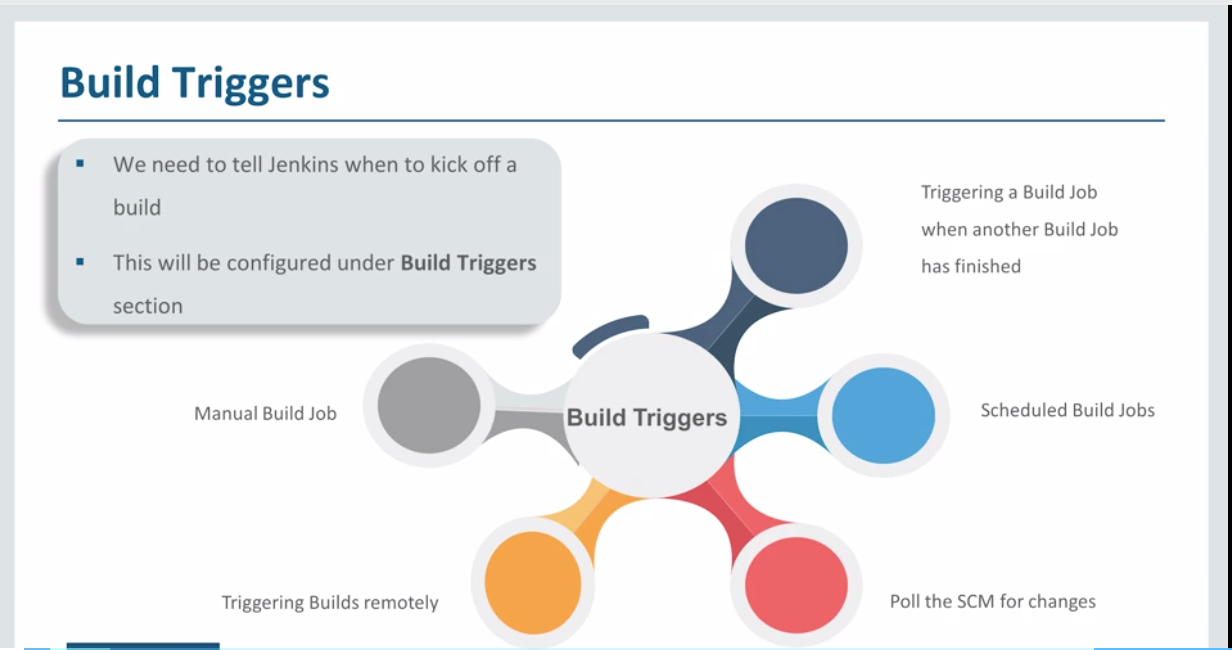 Build Triggers
▪ We need to tell Jenkins when to kick off a
build
▪ This will be configured under Build Triggers
section
Triggering a Build Job
when another Build Job
has finished
Manual Build Job
Build Triggers
Scheduled Build Jobs
Triggering Builds remotely
Poll the SCM for changes